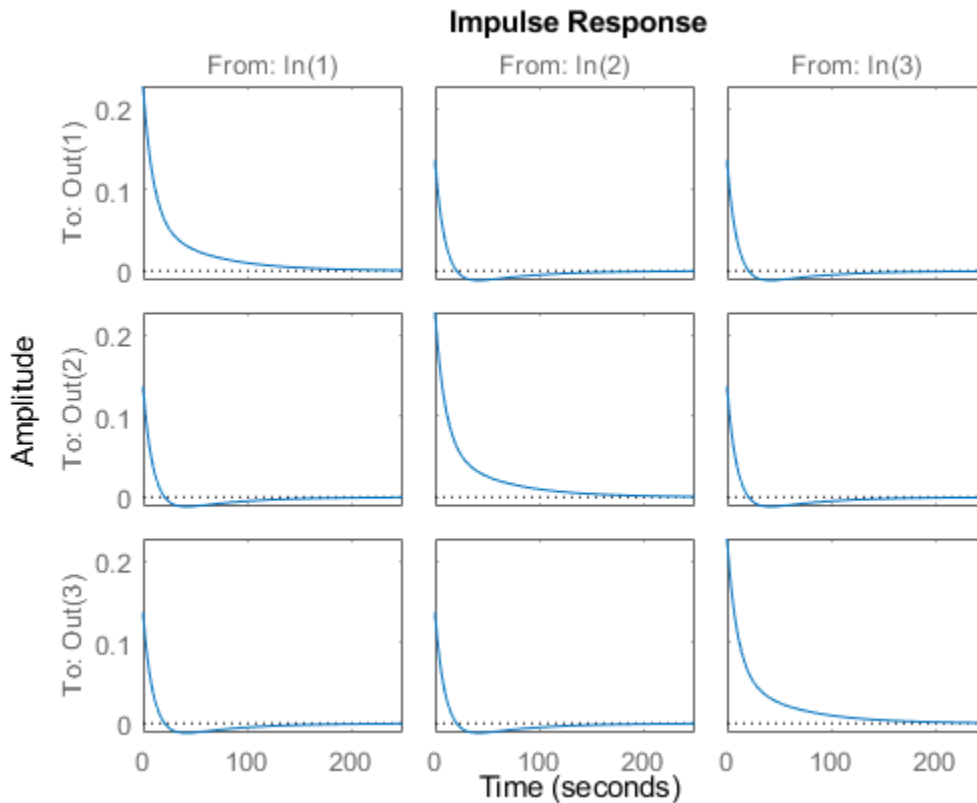 Impulse Response
From: In(1)
From: In(2)
From: In(3)
Amplitude
To: Out(1)
0.2
0.1
0
To: Out(2)
0.2
0.1
0
To: Out(3)
0.2
0.1
0
0
100
200
0
100
200
0
100
200
Time (seconds)